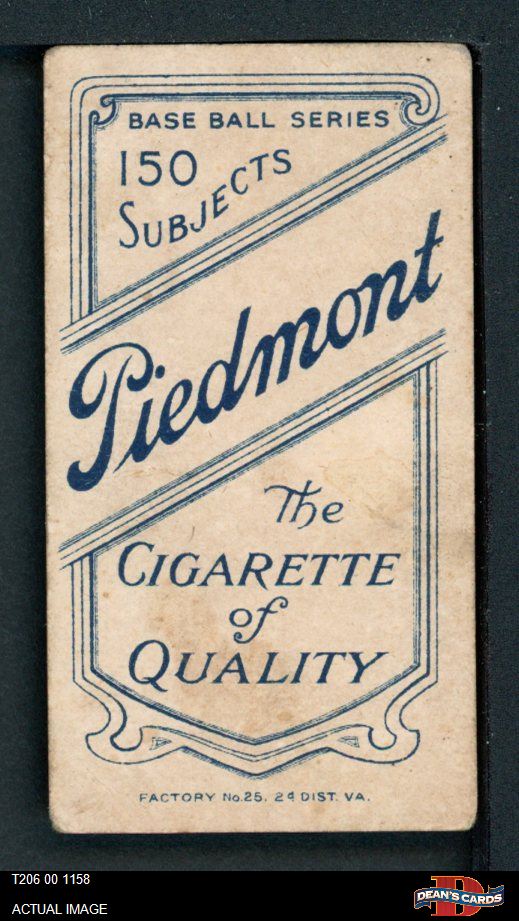 BASE BALL SERIES
150
SUBJECTS
Piedmont
The
CIGARETTE
of
QUALITY
FACTORY No.25, 2d DIST. VA.
T206 00 1158
ACTUAL IMAGE
D
DEAN'S CARDS